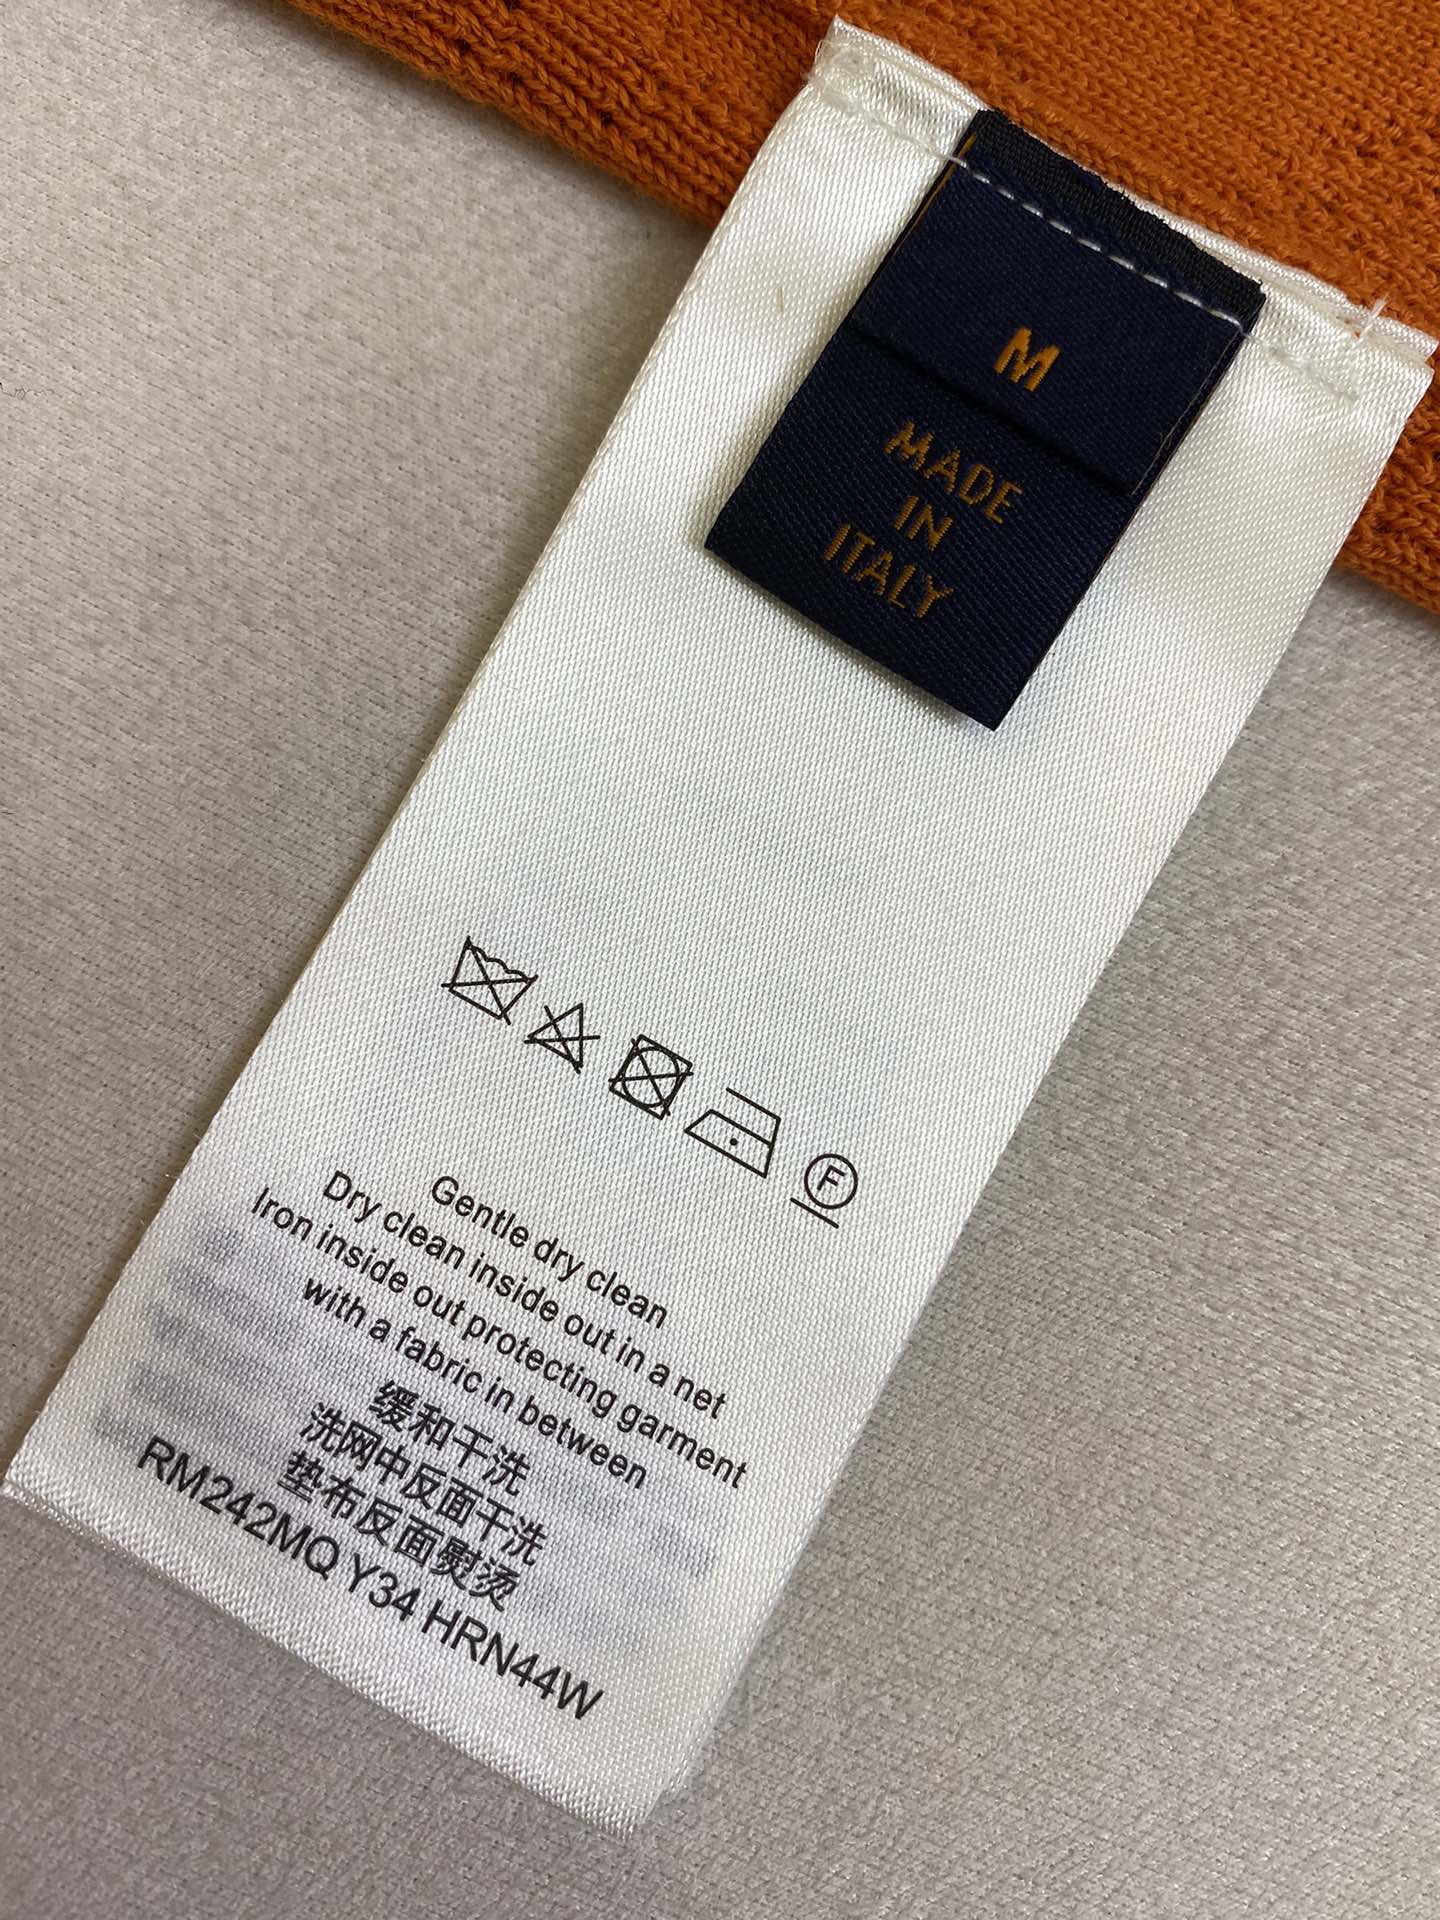 M
MADE
IN
ITALY
F
Gentle dry clean
Dry clean inside out in a net
Iron inside out protecting garment
with a fabric in between
缓和干洗
洗网中反面干洗
垫布反面熨烫
RM242MQ Y34 HRN44W